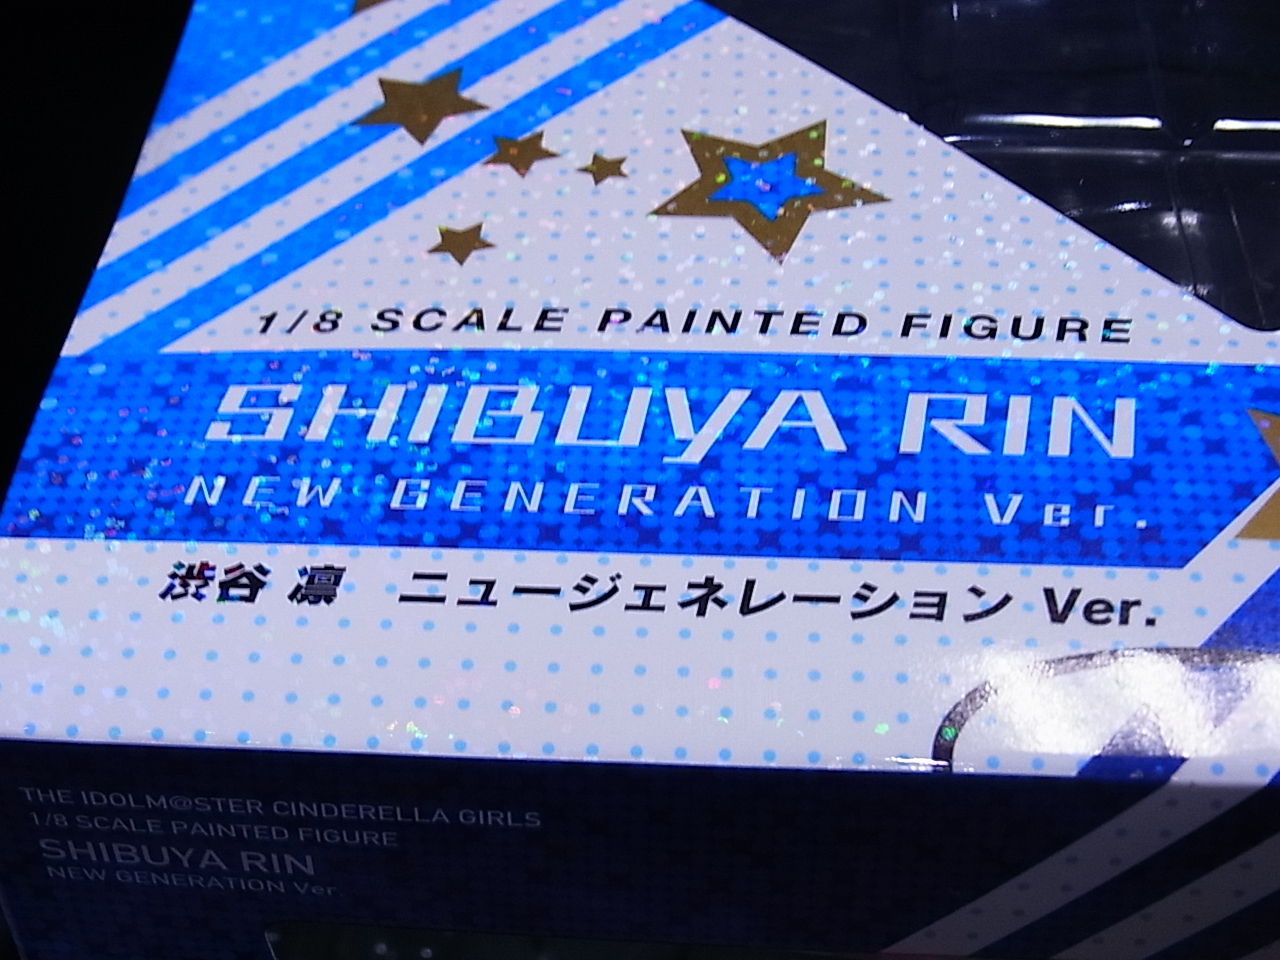 1/8 SCALE PAINTED FIGURE
SHIBUYA RIN
NEW GENERATION Ver.
渋谷 凛 ニュージェネレーション Ver.
THE IDOLM@STER CINDERELLA GIRLS
1/8 SCALE PAINTED FIGURE
SHIBUYA RIN
NEW GENERATION Ver.